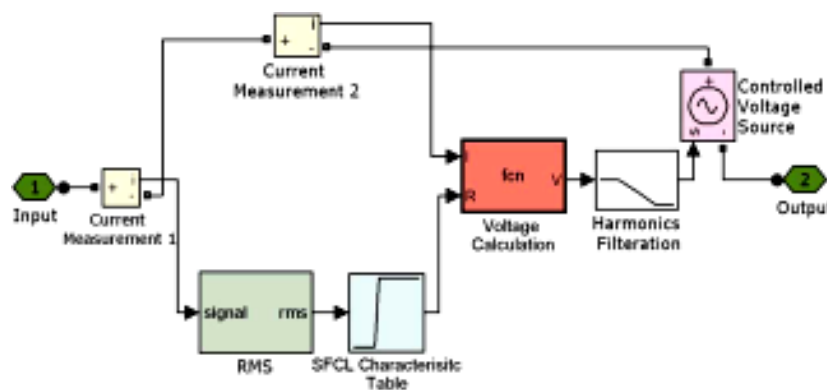 i
+
-
Current
Measurement 2
+
s
-
Controlled
Voltage
Source
1
Input
+
i
-
Current
Measurement 1
I
R
fcn
V
Voltage
Calculation
Harmonics
Filteration
2
Output
signal
rms
RMS
SFCL Characterisitc
Table